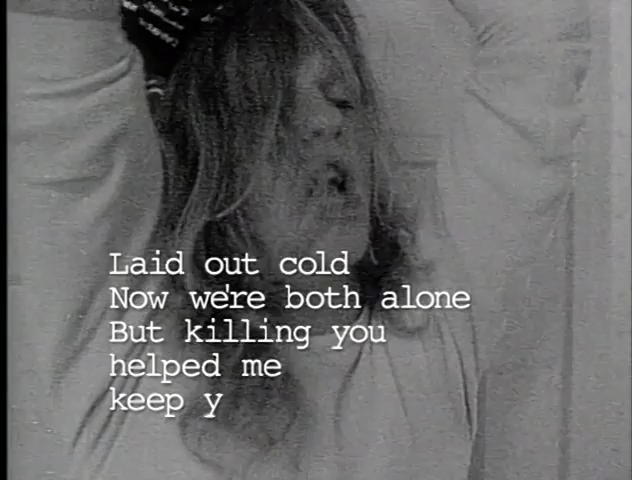 Laid out cold
Now we're both alone
But killing you
helped me
keep y